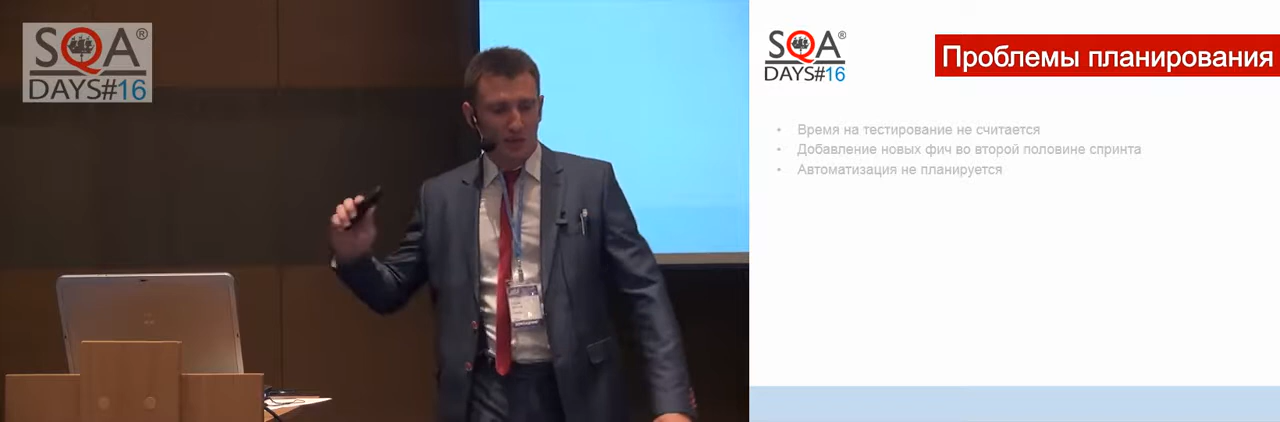 SQA®
DAYS#16
SQA®
DAYS#16
Проблемы планирования
• Время на тестирование не считается
• Добавление новых фич во второй половине спринта
• Автоматизация не планируется